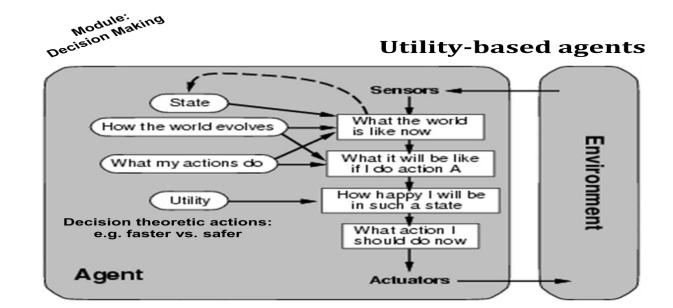 Module:
Decision Making
Utility-based agents
Sensors
State
What the world
is like now
How the world evolves
What it will be like
if I do action A
What my actions do
How happy I will be
in such a state
Utility
Decision theoretic actions:
e.g. faster vs. safer
What action I
should do now
Agent
Actuators
Environment